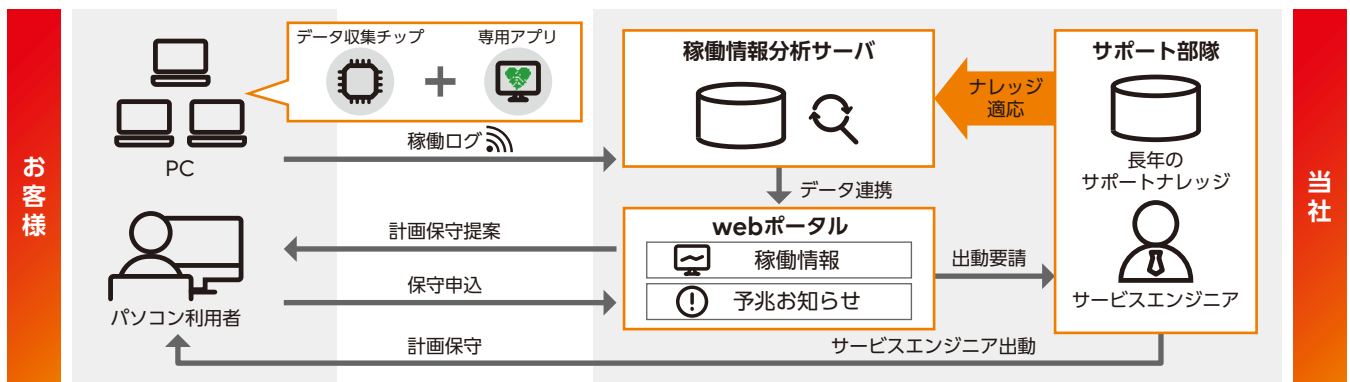 お客様
データ収集チップ
専用アプリ
PC
稼働ログ
稼働情報分析サーバ
ナレッジ
適応
サポート部隊
長年の
サポートナレッジ
サービスエンジニア
データ連携
webポータル
稼働情報
予兆お知らせ
出動要請
計画保守提案
保守申込
パソコン利用者
計画保守
サービスエンジニア出動
当社